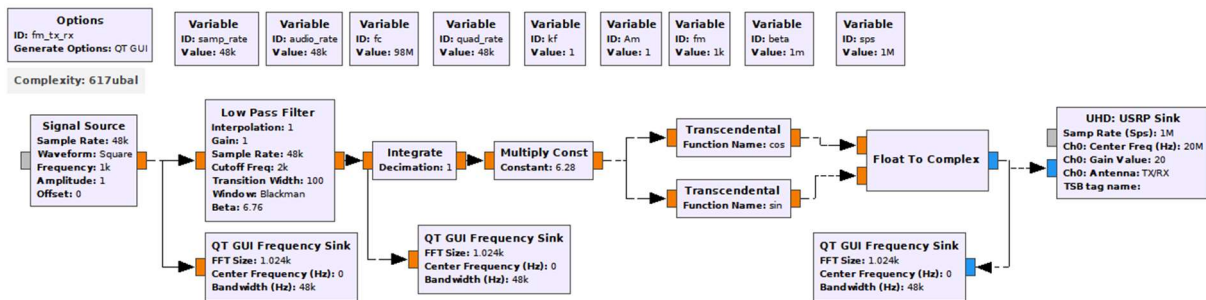 Options
ID: fm_tx_rx
Generate Options: QT GUI
Variable
ID: samp_rate
Value: 48k
Variable
ID: audio_rate
Value: 48k
Variable
ID: fc
Value: 98M
Variable
ID: quad_rate
Value: 48k
Variable
ID: kf
Value: 1
Variable
ID: Am
Value: 1
Variable
ID: fm
Value: 1k
Variable
ID: beta
Value: 1m
Variable
ID: sps
Value: 1M
Complexity: 617ubal
Signal Source
Sample Rate: 48k
Waveform: Square
Frequency: 1k
Amplitude: 1
Offset: 0
Low Pass Filter
Interpolation: 1
Gain: 1
Sample Rate: 48k
Cutoff Freq: 2k
Transition Width: 100
Window: Blackman
Beta: 6.76
Integrate
Decimation: 1
Multiply Const
Constant: 6.28
Transcendental
Function Name: cos
Transcendental
Function Name: sin
Float To Complex
UHD: USRP Sink
Samp Rate (Sps): 1M
Ch0: Center Freq (Hz): 20M
Ch0: Gain Value: 20
Ch0: Antenna: TX/RX
TSB tag name:
QT GUI Frequency Sink
FFT Size: 1.024k
Center Frequency (Hz): 0
Bandwidth (Hz): 48k
QT GUI Frequency Sink
FFT Size: 1.024k
Center Frequency (Hz): 0
Bandwidth (Hz): 48k
QT GUI Frequency Sink
FFT Size: 1.024k
Center Frequency (Hz): 0
Bandwidth (Hz): 48k